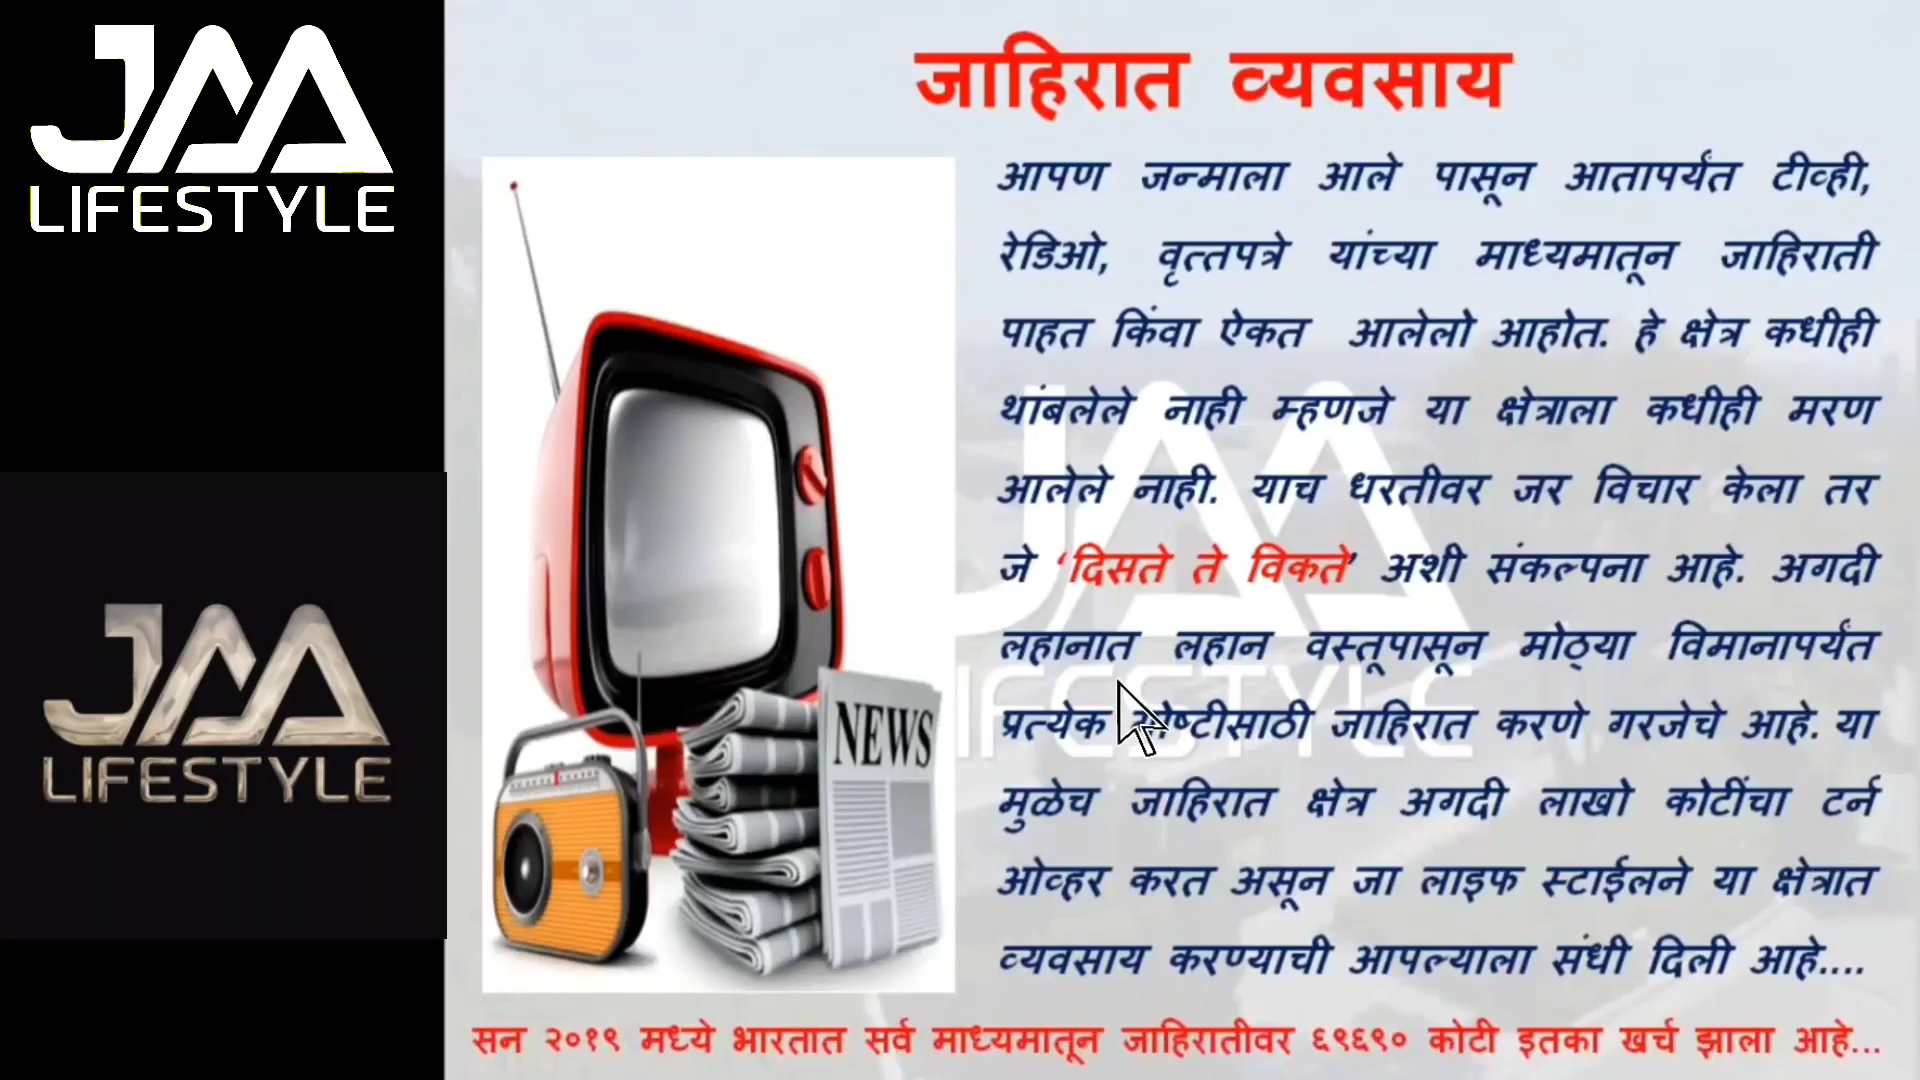 JAA
LIFESTYLE
JAA
LIFESTYLE
जाहिरात व्यवसाय
आपण जन्माला आले पासून आतापर्यंत टीव्ही,
रेडिओ, वृत्तपत्रे यांच्या माध्यमातून जाहिराती
पाहत किंवा ऐकत आलेलो आहोत. हे क्षेत्र कधीही
थांबलेले नाही म्हणजे या क्षेत्राला कधीही मरण
आलेले नाही. याच धरतीवर जर विचार केला तर
जे ‘दिसते ते विकते’ अशी संकल्पना आहे. अगदी
लहानात लहान वस्तूपासून मोठ्या विमानापर्यंत
प्रत्येक जाहिरात करणे गरजेचे आहे. या
मुळेच जाहिरात क्षेत्र अगदी लाखो कोटींचा टर्न
ओव्हर करत असून जा लाइफ स्टाईलने या क्षेत्रात
व्यवसाय करण्याची आपल्याला संधी दिली आहे....
NEWS
JAA
LIFESTYLE
सन २०१९ मध्ये भारतात सर्व माध्यमातून जाहिरातीवर ६९६९० कोटी इतका खर्च झाला आहे...